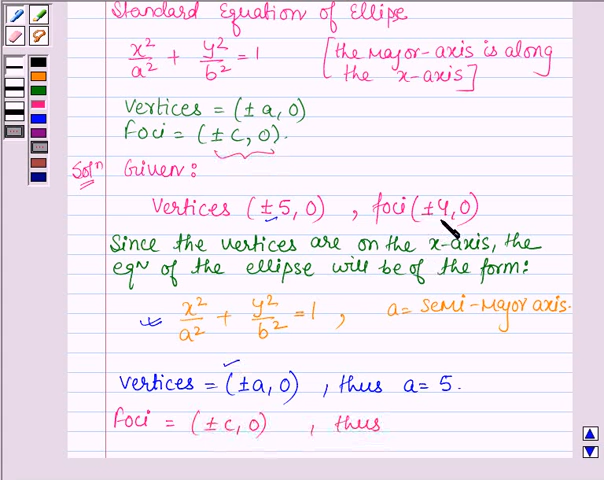 Standard Equation of Ellipe
x²/a² + y²/b² = 1 [the major-axis is along
the x-axis]
vertices = (±a, 0)
foci = (±c, 0).
Solⁿ Given:
vertices (±5, 0) , foci (±4, 0)
Since the vertices are on the x-axis, the
eqⁿ of the ellipse will be of the form:
x²/a² + y²/b² = 1 , a = semi-major axis.
vertices = (±a, 0) , thus a = 5.
foci = (±c, 0) , thus